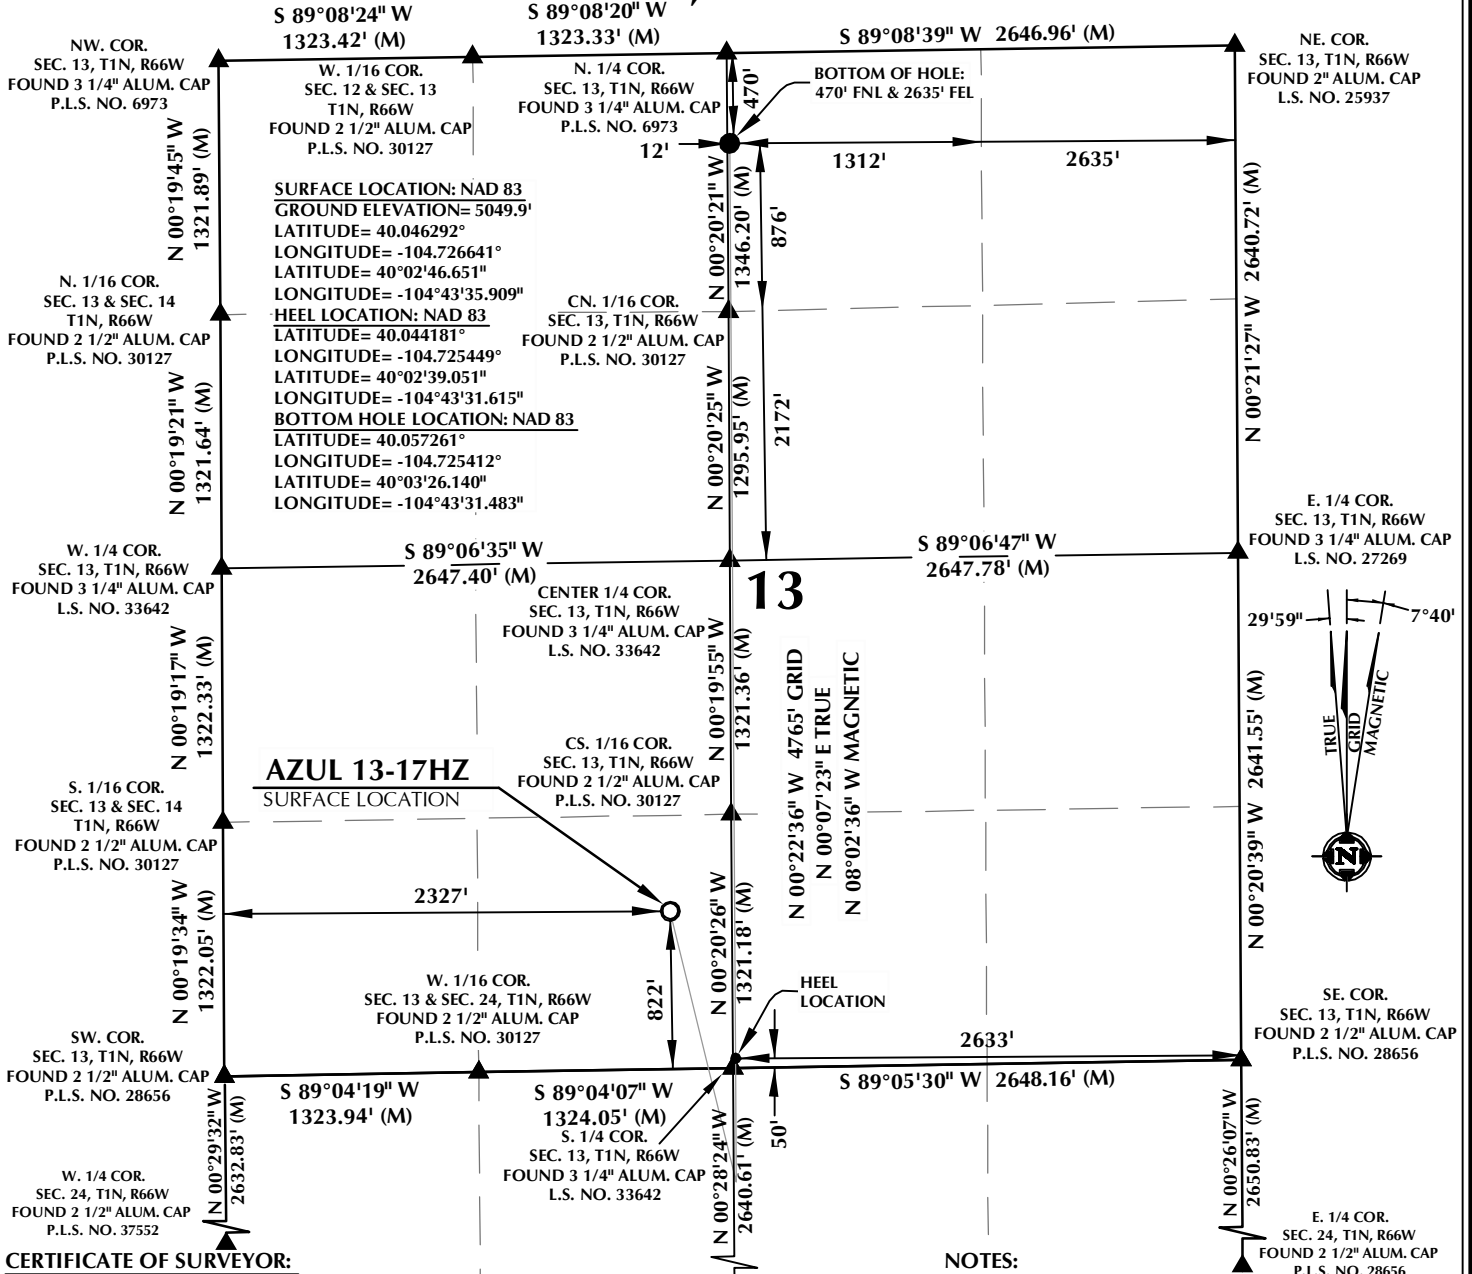 S 89°08'24" W
1323.42' (M)
S 89°08'20" W
1323.33' (M)
S 89°08'39" W 2646.96' (M)
NW. COR.
SEC. 13, T1N, R66W
FOUND 3 1/4" ALUM. CAP
P.L.S. NO. 6973
W. 1/16 COR.
SEC. 12 & SEC. 13
T1N, R66W
FOUND 2 1/2" ALUM. CAP
P.L.S. NO. 30127
N. 1/4 COR.
SEC. 13, T1N, R66W
FOUND 3 1/4" ALUM. CAP
P.L.S. NO. 6973
470'
BOTTOM OF HOLE:
470' FNL & 2635' FEL
NE. COR.
SEC. 13, T1N, R66W
FOUND 2" ALUM. CAP
L.S. NO. 25937
12'
1312'
2635'
N 00°19'45" W
1321.89' (M)
SURFACE LOCATION: NAD 83
GROUND ELEVATION= 5049.9'
LATITUDE= 40.046292°
LONGITUDE= -104.726641°
LATITUDE= 40°02'46.651"
LONGITUDE= -104°43'35.909"
HEEL LOCATION: NAD 83
LATITUDE= 40.044181°
LONGITUDE= -104.725449°
LATITUDE= 40°02'39.051"
LONGITUDE= -104°43'31.615"
BOTTOM HOLE LOCATION: NAD 83
LATITUDE= 40.057261°
LONGITUDE= -104.725412°
LATITUDE= 40°03'26.140"
LONGITUDE= -104°43'31.483"
N 00°20'21" W
1346.20' (M)
876'
N 00°21'27" W 2640.72' (M)
N. 1/16 COR.
SEC. 13 & SEC. 14
T1N, R66W
FOUND 2 1/2" ALUM. CAP
P.L.S. NO. 30127
CN. 1/16 COR.
SEC. 13, T1N, R66W
FOUND 2 1/2" ALUM. CAP
P.L.S. NO. 30127
N 00°19'21" W
1321.64' (M)
N 00°20'25" W
1295.95' (M)
2172'
W. 1/4 COR.
SEC. 13, T1N, R66W
FOUND 3 1/4" ALUM. CAP
L.S. NO. 33642
S 89°06'35" W
2647.40' (M)
S 89°06'47" W
2647.78' (M)
E. 1/4 COR.
SEC. 13, T1N, R66W
FOUND 3 1/4" ALUM. CAP
L.S. NO. 27269
CENTER 1/4 COR.
SEC. 13, T1N, R66W
FOUND 3 1/4" ALUM. CAP
L.S. NO. 33642
13
29'59"
7°40'
TRUE
GRID
MAGNETIC
N
N 00°19'17" W
1322.33' (M)
N 00°19'55" W
1321.36' (M)
N 00°22'36" W 4765' GRID
N 00°07'23" E TRUE
N 08°02'36" W MAGNETIC
N 00°20'39" W 2641.55' (M)
S. 1/16 COR.
SEC. 13 & SEC. 14
T1N, R66W
FOUND 2 1/2" ALUM. CAP
P.L.S. NO. 30127
AZUL 13-17HZ
SURFACE LOCATION
CS. 1/16 COR.
SEC. 13, T1N, R66W
FOUND 2 1/2" ALUM. CAP
P.L.S. NO. 30127
2327'
822'
N 00°19'34" W
1322.05' (M)
N 00°20'26" W
1321.18' (M)
HEEL
LOCATION
2633'
W. 1/16 COR.
SEC. 13 & SEC. 24, T1N, R66W
FOUND 2 1/2" ALUM. CAP
P.L.S. NO. 30127
SW. COR.
SEC. 13, T1N, R66W
FOUND 2 1/2" ALUM. CAP
P.L.S. NO. 28656
SE. COR.
SEC. 13, T1N, R66W
FOUND 2 1/2" ALUM. CAP
P.L.S. NO. 28656
S 89°04'19" W
1323.94' (M)
S 89°04'07" W
1324.05' (M)
S 89°05'30" W 2648.16' (M)
50'
S. 1/4 COR.
SEC. 13, T1N, R66W
FOUND 3 1/4" ALUM. CAP
L.S. NO. 33642
N 00°29'32" W
2632.83' (M)
N 00°28'24" W
2640.61' (M)
N 00°26'07" W
2650.83' (M)
W. 1/4 COR.
SEC. 24, T1N, R66W
FOUND 2 1/2" ALUM. CAP
P.L.S. NO. 37552
E. 1/4 COR.
SEC. 24, T1N, R66W
FOUND 2 1/2" ALUM. CAP
P.L.S. NO. 28656
CERTIFICATE OF SURVEYOR:
NOTES: